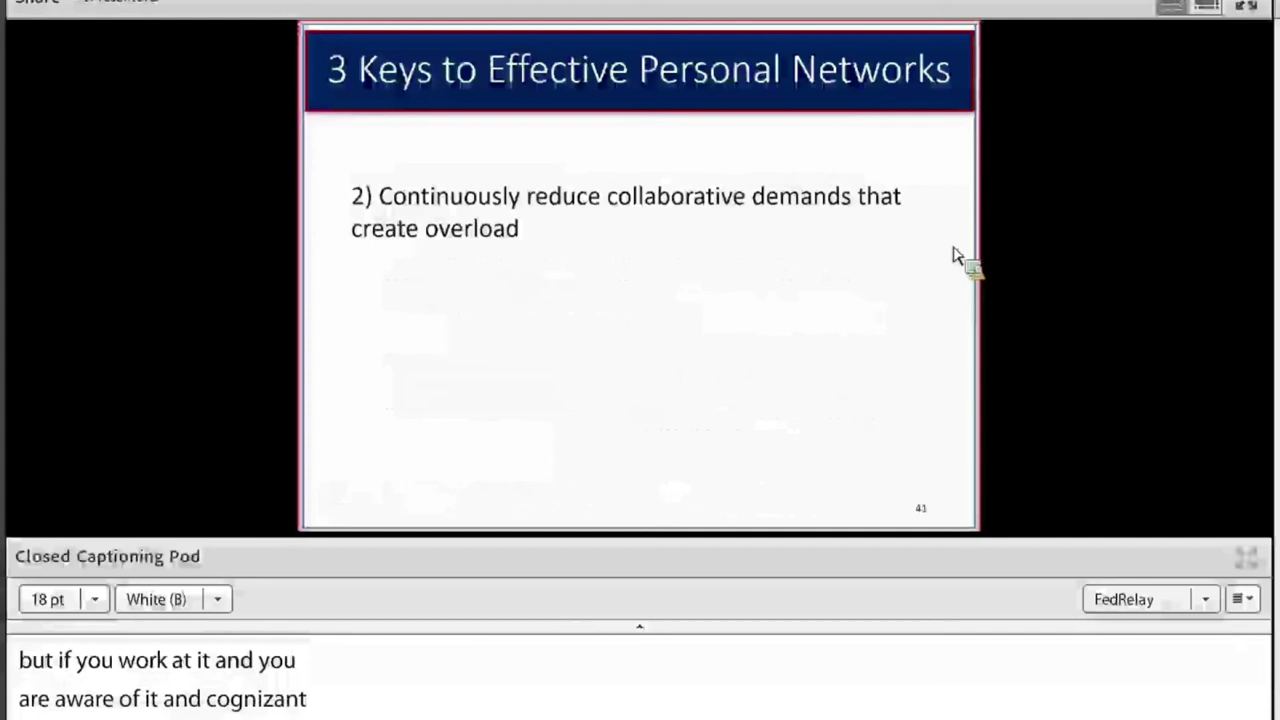 3 Keys to Effective Personal Networks
2) Continuously reduce collaborative demands that
create overload
41
Closed Captioning Pod
18 pt
White (B)
FedRelay
but if you work at it and you
are aware of it and cognizant